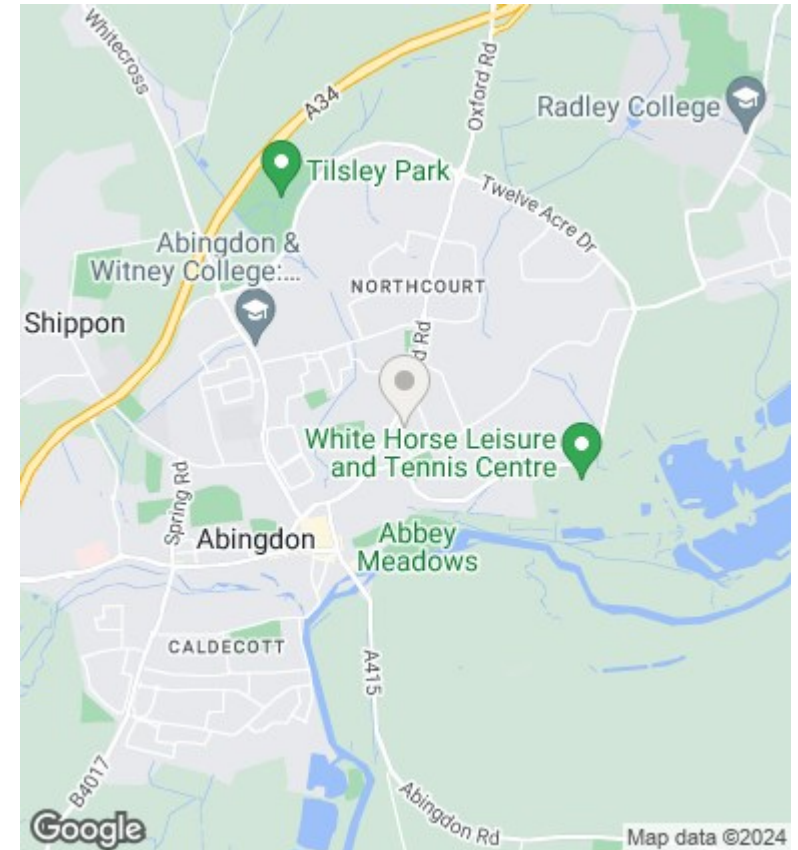 Whitecross
A34
Oxford Rd
Radley College
Tilsley Park
Twelve Acre Dr
Abingdon &
Witney College:...
NORTHCOURT
Shippon
d Rd
White Horse Leisure
and Tennis Centre
Spring Rd
Abingdon
Abbey
Meadows
CALDECOTT
A415
B4017
Abingdon Rd
Google
Map data ©2024